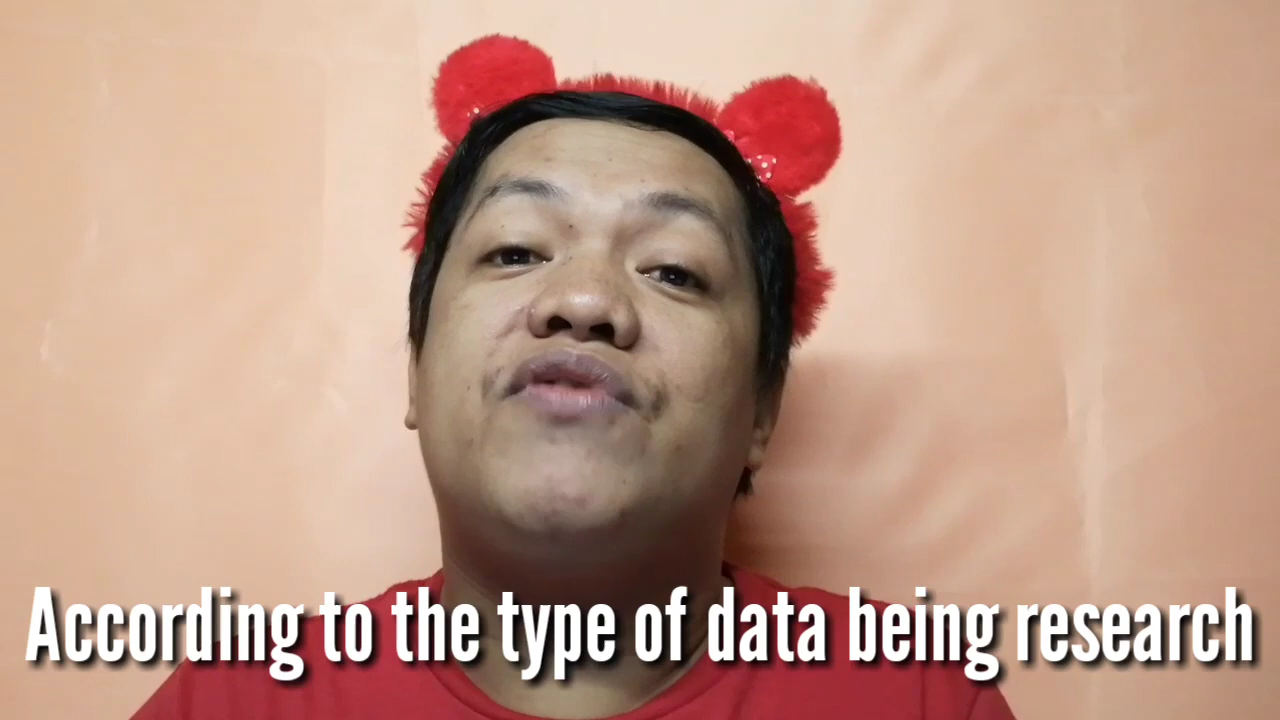 According to the type of data being research